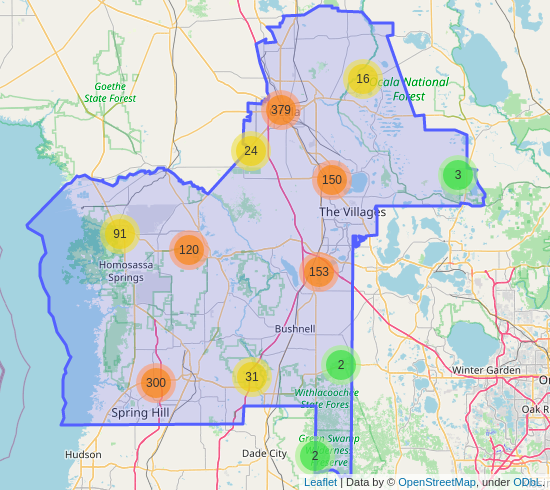 16
Goethe
State Forest
ala National
Forest
379
24
150
3
The Villages
91
120
Homosassa
Springs
153
Bushnell
2
Winter Garden
31
300
Withlacoochee
State Forest
Spring Hill
Oak R
Green Swamp
Hudson
Dade City
2
Leaflet | Data by © OpenStreetMap, under ODbL.